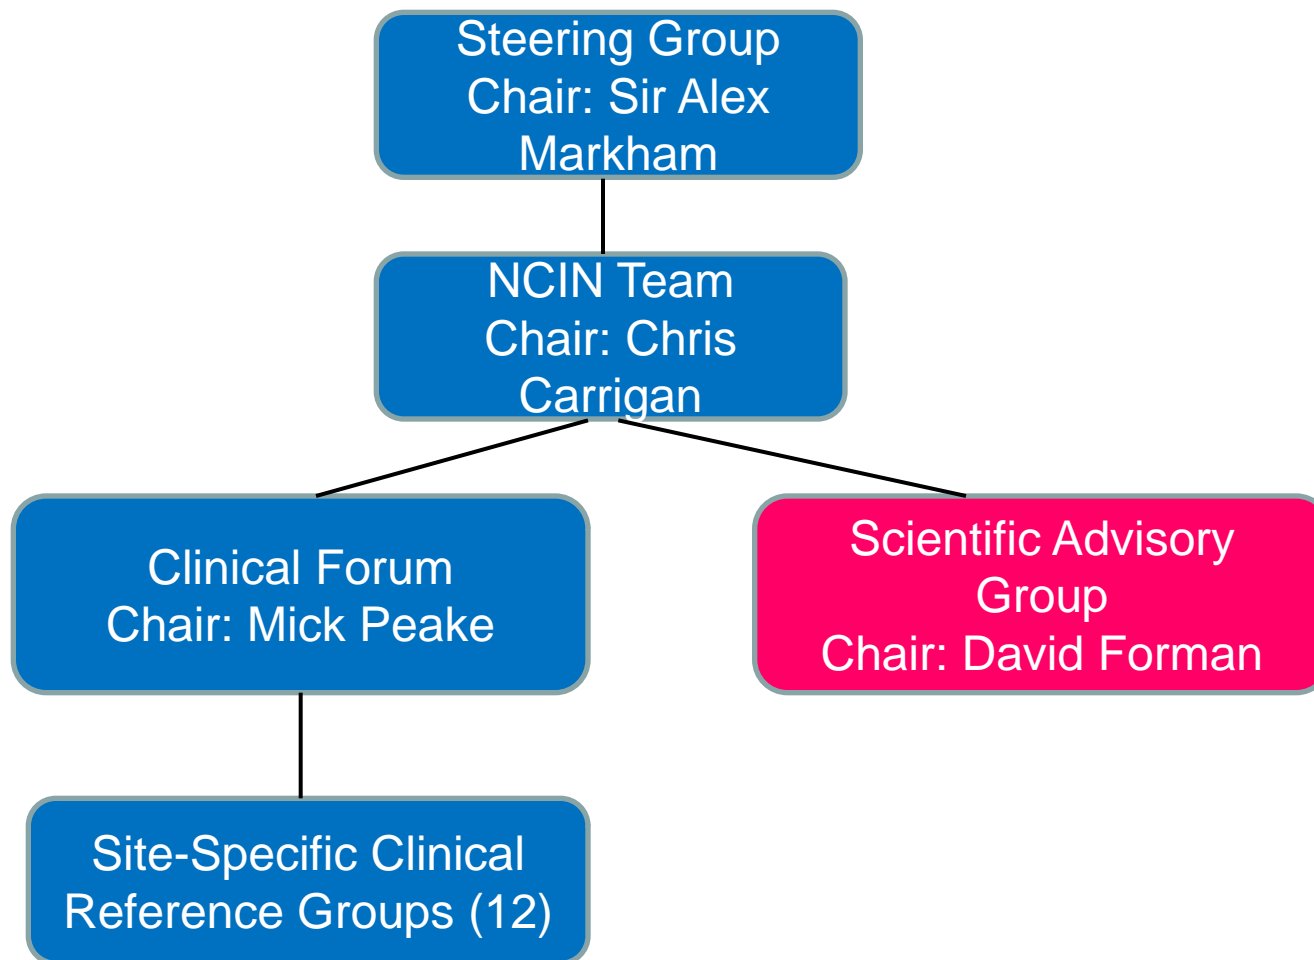 Steering Group
Chair: Sir Alex
Markham
NCIN Team
Chair: Chris
Carrigan
Clinical Forum
Chair: Mick Peake
Scientific Advisory
Group
Chair: David Forman
Site-Specific Clinical
Reference Groups (12)